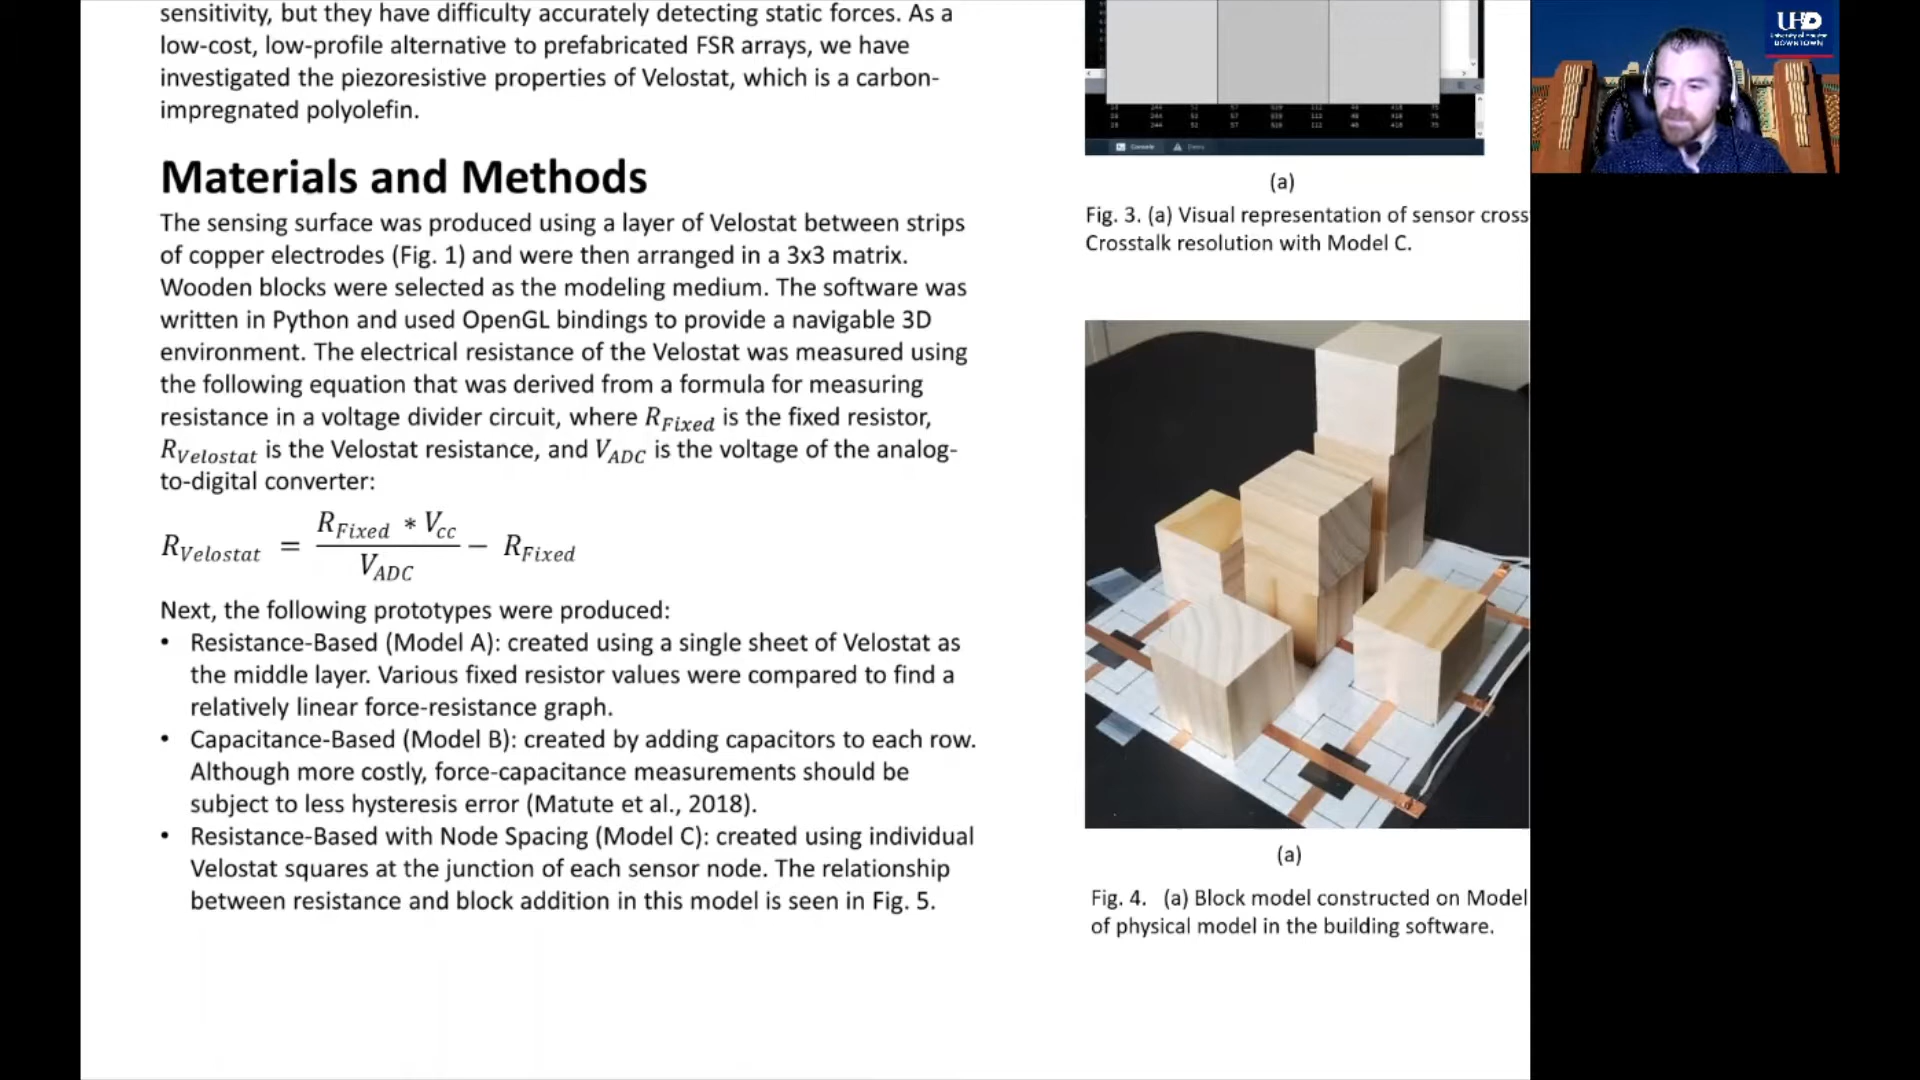 sensitivity, but they have difficulty accurately detecting static forces. As a
low-cost, low-profile alternative to prefabricated FSR arrays, we have
investigated the piezoresistive properties of Velostat, which is a carbon-
impregnated polyolefin.
Materials and Methods
The sensing surface was produced using a layer of Velostat between strips
of copper electrodes (Fig. 1) and were then arranged in a 3x3 matrix.
Wooden blocks were selected as the modeling medium. The software was
written in Python and used OpenGL bindings to provide a navigable 3D
environment. The electrical resistance of the Velostat was measured using
the following equation that was derived from a formula for measuring
resistance in a voltage divider circuit, where R_Fixed is the fixed resistor,
R_Velostat is the Velostat resistance, and V_ADC is the voltage of the analog-
to-digital converter:
R_Velostat = (R_Fixed * V_cc) / V_ADC − R_Fixed
Next, the following prototypes were produced:
• Resistance-Based (Model A): created using a single sheet of Velostat as
the middle layer. Various fixed resistor values were compared to find a
relatively linear force-resistance graph.
• Capacitance-Based (Model B): created by adding capacitors to each row.
Although more costly, force-capacitance measurements should be
subject to less hysteresis error (Matute et al., 2018).
• Resistance-Based with Node Spacing (Model C): created using individual
Velostat squares at the junction of each sensor node. The relationship
between resistance and block addition in this model is seen in Fig. 5.
Console
(a)
Fig. 3. (a) Visual representation of sensor cross
Crosstalk resolution with Model C.
(a)
Fig. 4. (a) Block model constructed on Model
of physical model in the building software.
UHD
DOWNTOWN